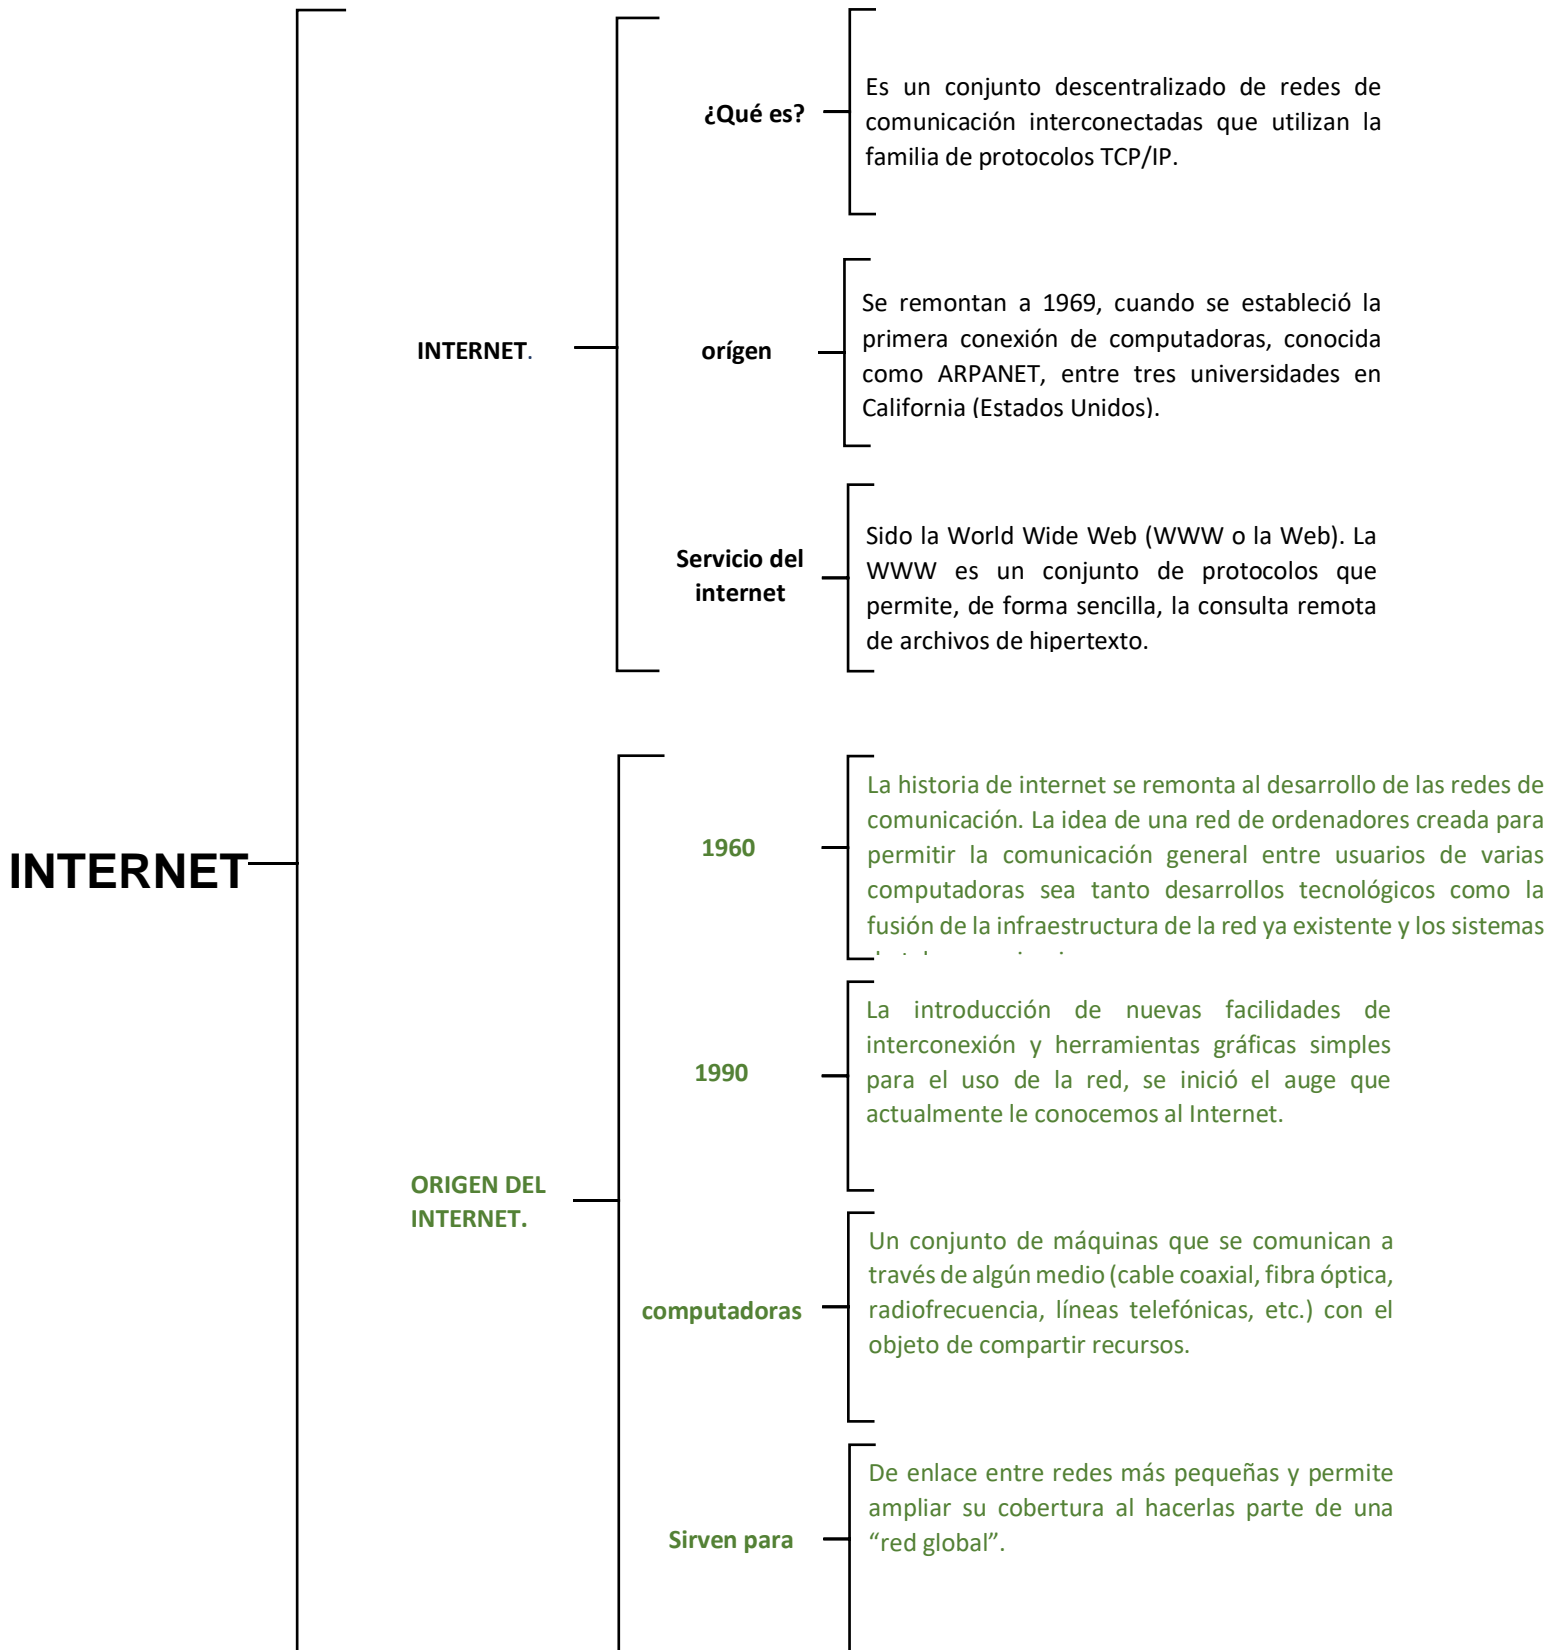 ¿Qué es?
Es un conjunto descentralizado de redes de
comunicación interconectadas que utilizan la
familia de protocolos TCP/IP.
INTERNET.
orígen
Se remontan a 1969, cuando se estableció la
primera conexión de computadoras, conocida
como ARPANET, entre tres universidades en
California (Estados Unidos).
Servicio del
internet
Sido la World Wide Web (WWW o la Web). La
WWW es un conjunto de protocolos que
permite, de forma sencilla, la consulta remota
de archivos de hipertexto.
INTERNET
1960
La historia de internet se remonta al desarrollo de las redes de
comunicación. La idea de una red de ordenadores creada para
permitir la comunicación general entre usuarios de varias
computadoras sea tanto desarrollos tecnológicos como la
fusión de la infraestructura de la red ya existente y los sistemas
1990
La introducción de nuevas facilidades de
interconexión y herramientas gráficas simples
para el uso de la red, se inició el auge que
actualmente le conocemos al Internet.
ORIGEN DEL
INTERNET.
computadoras
Un conjunto de máquinas que se comunican a
través de algún medio (cable coaxial, fibra óptica,
radiofrecuencia, líneas telefónicas, etc.) con el
objeto de compartir recursos.
Sirven para
De enlace entre redes más pequeñas y permite
ampliar su cobertura al hacerlas parte de una
“red global”.